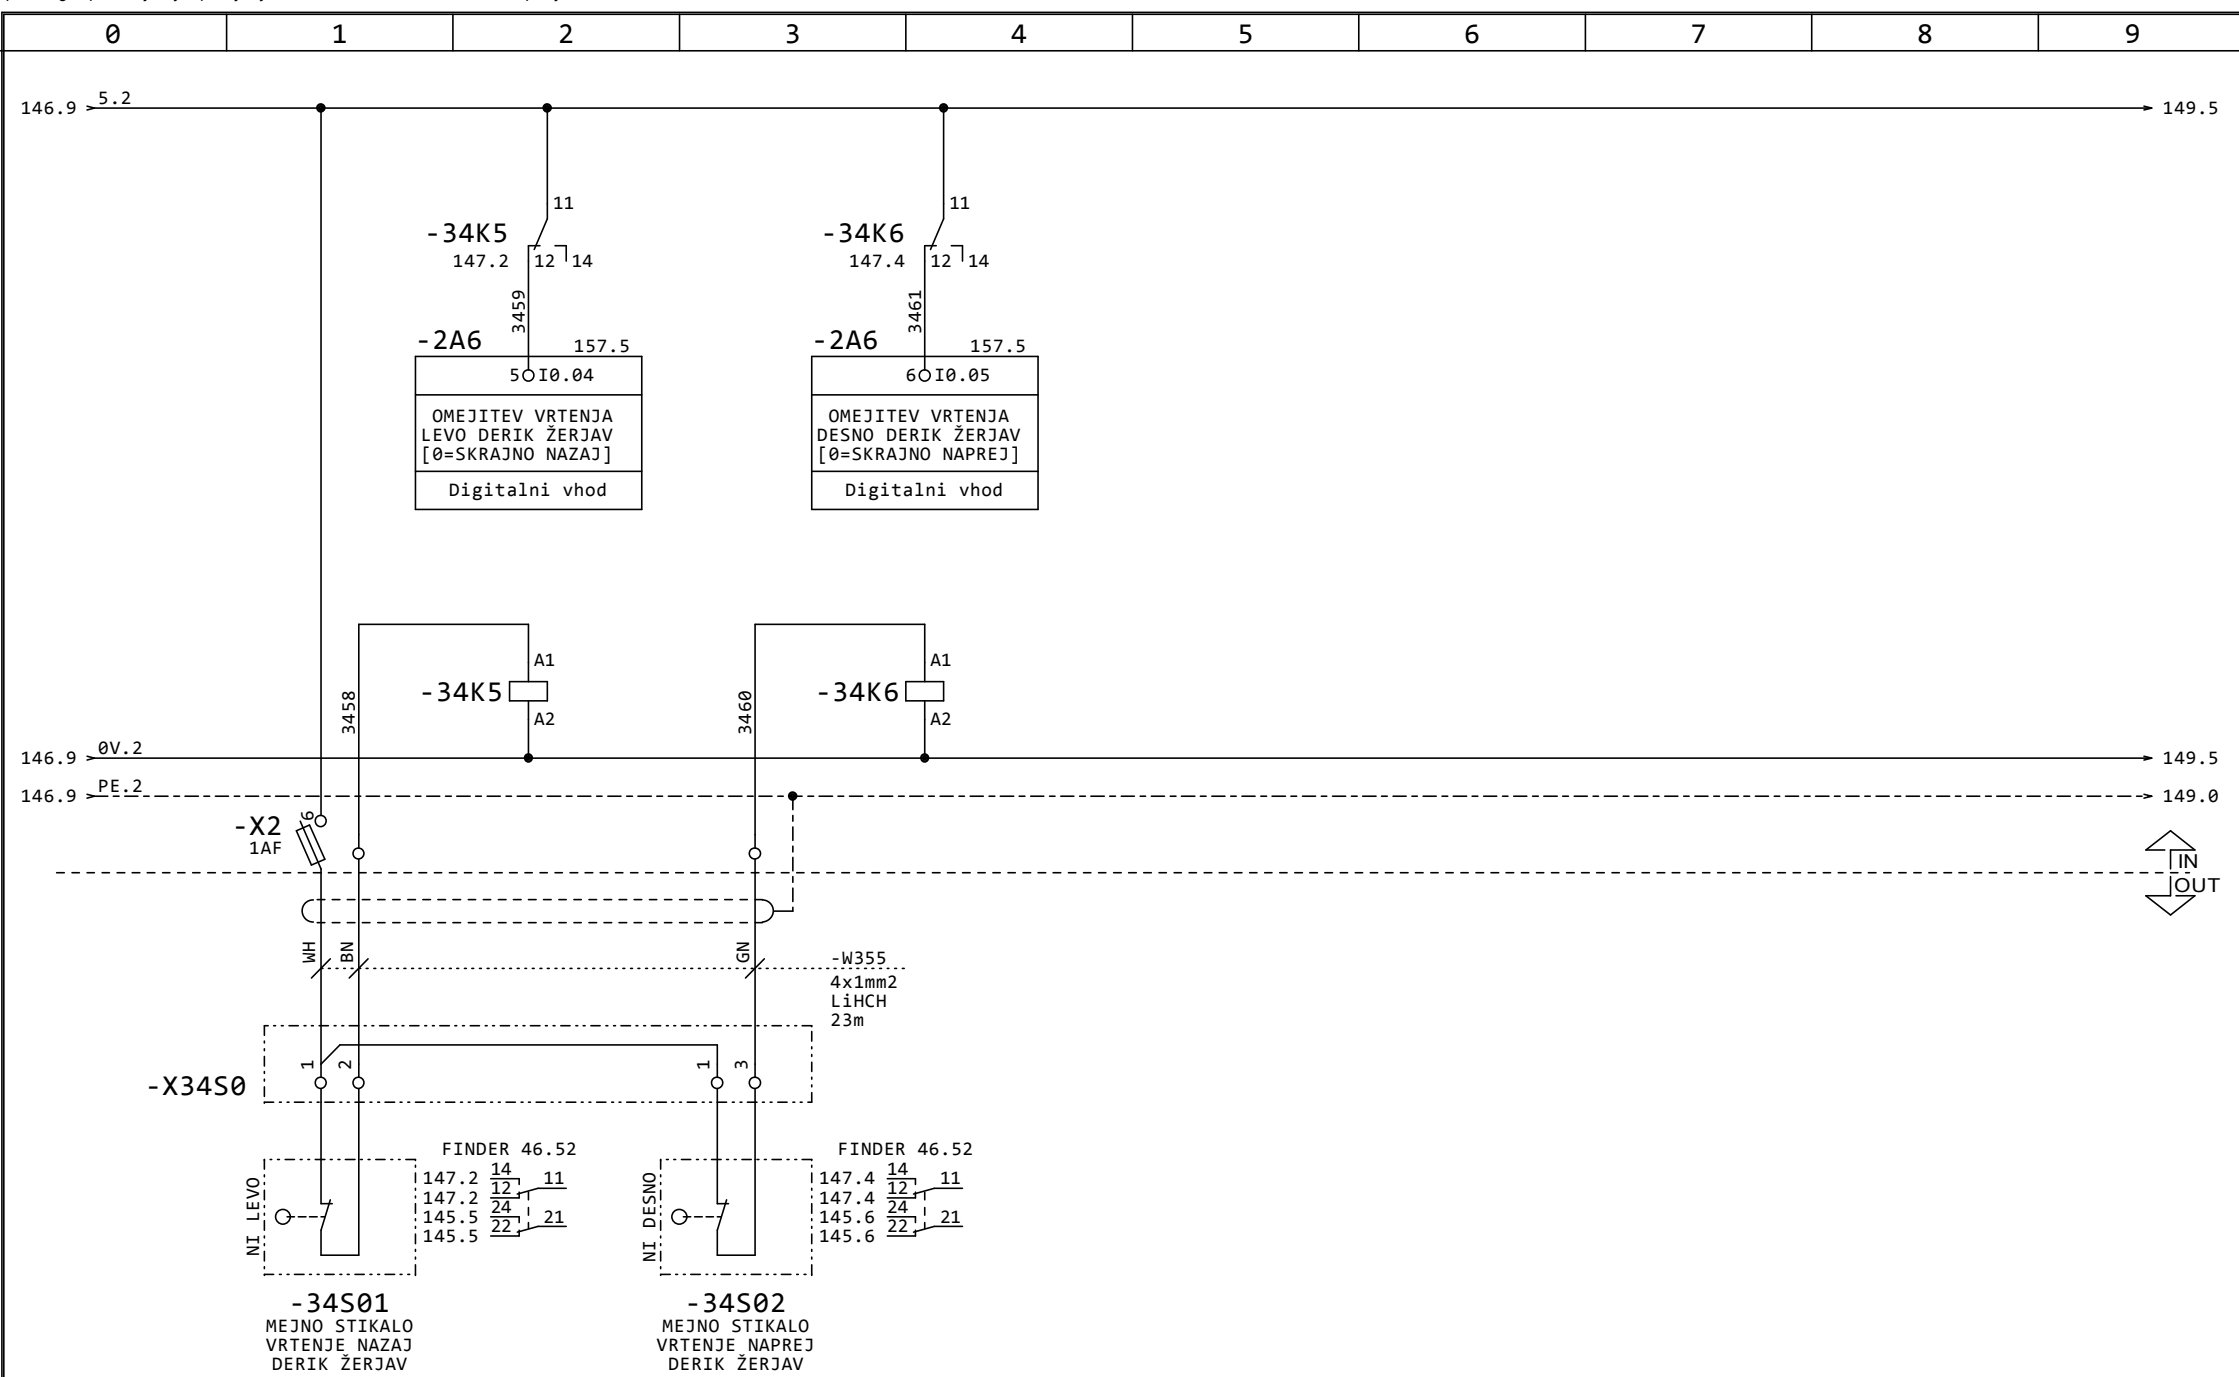 0 1 2 3 4 5 6 7 8 9
146.9 5.2 149.5
11 11
-34K5 -34K6
147.2 12 14 147.4 12 14
3459 3461
-2A6 157.5 -2A6 157.5
5 I0.04 6 I0.05
OMEJITEV VRTENJA
LEVO DERIK ŽERJAV
[0=SKRAJNO NAZAJ]
Digitalni vhod
OMEJITEV VRTENJA
DESNO DERIK ŽERJAV
[0=SKRAJNO NAPREJ]
Digitalni vhod
A1 A1
3458 -34K5 3460 -34K6
A2 A2
146.9 0V.2 149.5
146.9 PE.2 149.0
-X2 6
1AF
IN
OUT
WH BN GN
-W355
4x1mm2
LiHCH
23m
1 2 1 3
-X34S0
FINDER 46.52
147.2 14
147.2 12 11
145.5 24
145.5 22 21
NI LEVO
FINDER 46.52
147.4 14
147.4 12 11
145.6 24
145.6 22 21
NI DESNO
-34S01
MEJNO STIKALO
VRTENJE NAZAJ
DERIK ŽERJAV
-34S02
MEJNO STIKALO
VRTENJE NAPREJ
DERIK ŽERJAV